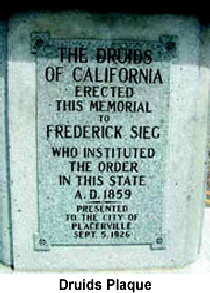 THE DRUIDS
OF CALIFORNIA
ERECTED
THIS MEMORIAL
TO
FREDERICK SIEG
WHO INSTITUTED
THE ORDER
IN THIS STATE
A.D. 1859
PRESENTED
TO THE CITY OF
PLACERVILLE
SEPT. 5, 1926
Druids Plaque